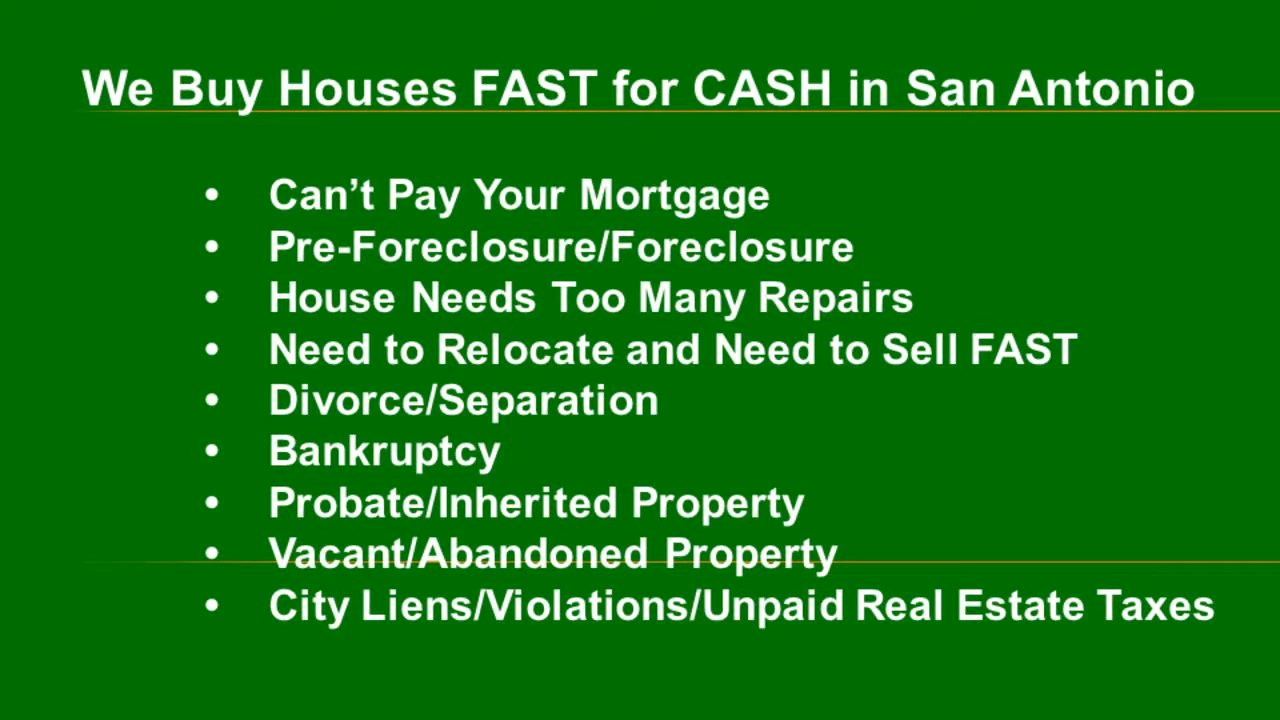 We Buy Houses FAST for CASH in San Antonio
• Can’t Pay Your Mortgage
• Pre-Foreclosure/Foreclosure
• House Needs Too Many Repairs
• Need to Relocate and Need to Sell FAST
• Divorce/Separation
• Bankruptcy
• Probate/Inherited Property
• Vacant/Abandoned Property
• City Liens/Violations/Unpaid Real Estate Taxes